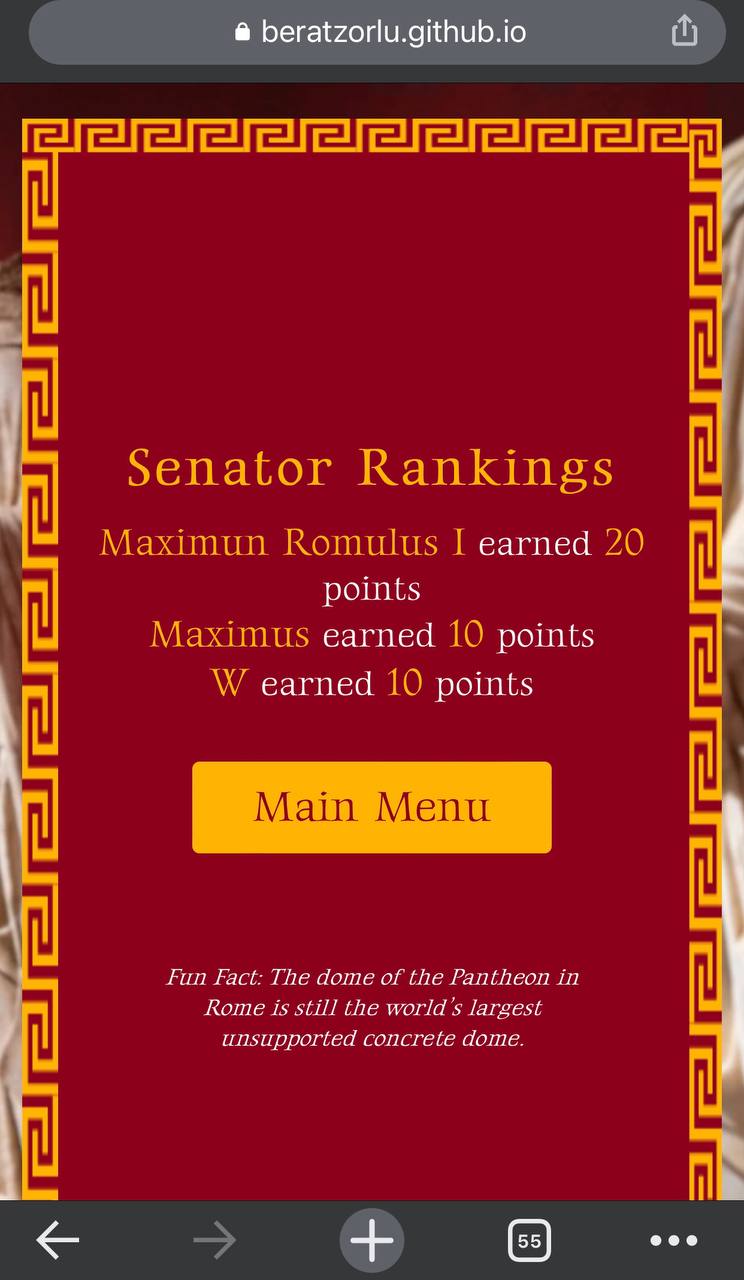 beratzorlu.github.io
Senator Rankings
Maximun Romulus I earned 20
points
Maximus earned 10 points
W earned 10 points
Main Menu
Fun Fact: The dome of the Pantheon in
Rome is still the world's largest
unsupported concrete dome.
55